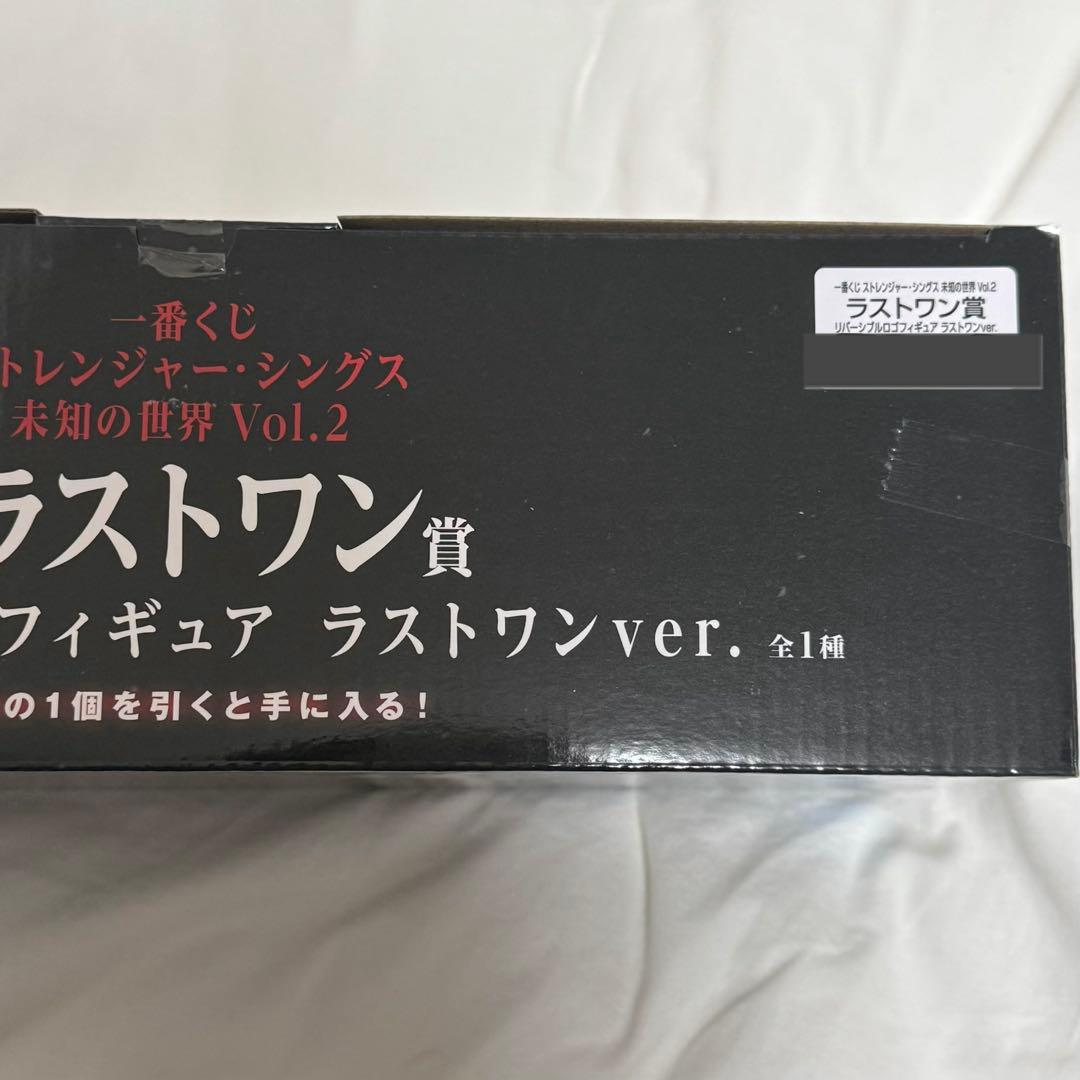 一番くじ
トレンジャー・シングス
未知の世界 Vol.2
ラストワン賞
フィギュア ラストワンver. 全1種
の1個を引くと手に入る!
一番くじ ストレンジャー・シングス 未知の世界 Vol.2
ラストワン賞
リバーシブルロゴフィギュア ラストワンver.